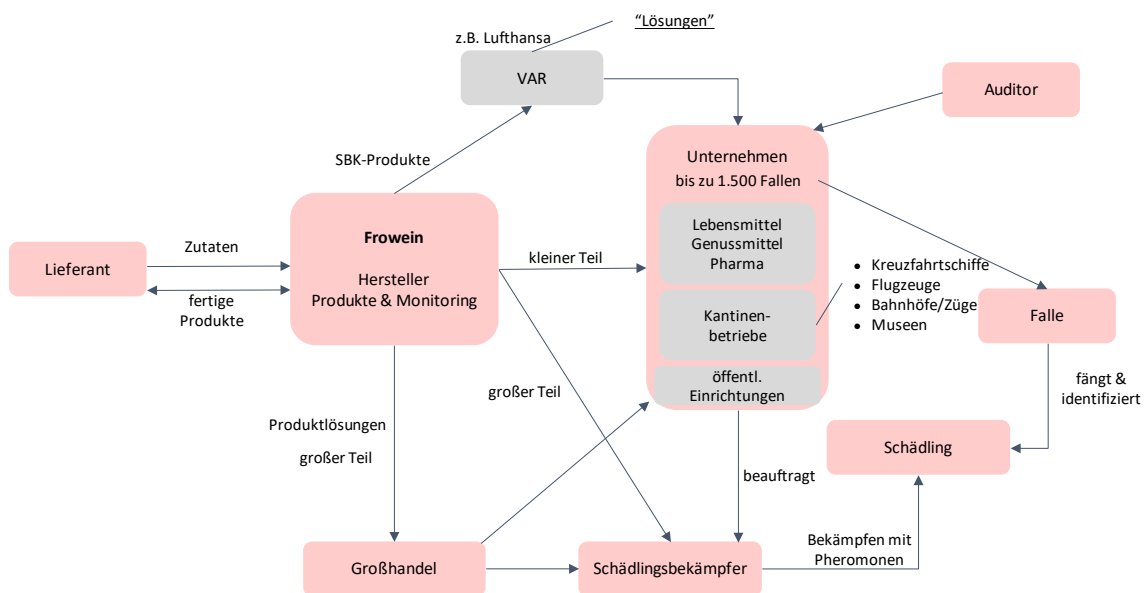 “Lösungen”
z.B. Lufthansa
VAR
Auditor
SBK-Produkte
Unternehmen
bis zu 1.500 Fallen
Lebensmittel
Genussmittel
Pharma
Frowein
Hersteller
Produkte & Monitoring
Zutaten
Lieferant
fertige
Produkte
kleiner Teil
• Kreuzfahrtschiffe
• Flugzeuge
• Bahnhöfe/Züge
• Museen
Kantinen-
betriebe
Falle
öffentl.
Einrichtungen
großer Teil
fängt &
identifiziert
Produktlösungen
großer Teil
Schädling
beauftragt
Bekämpfen mit
Pheromonen
Großhandel
Schädlingsbekämpfer